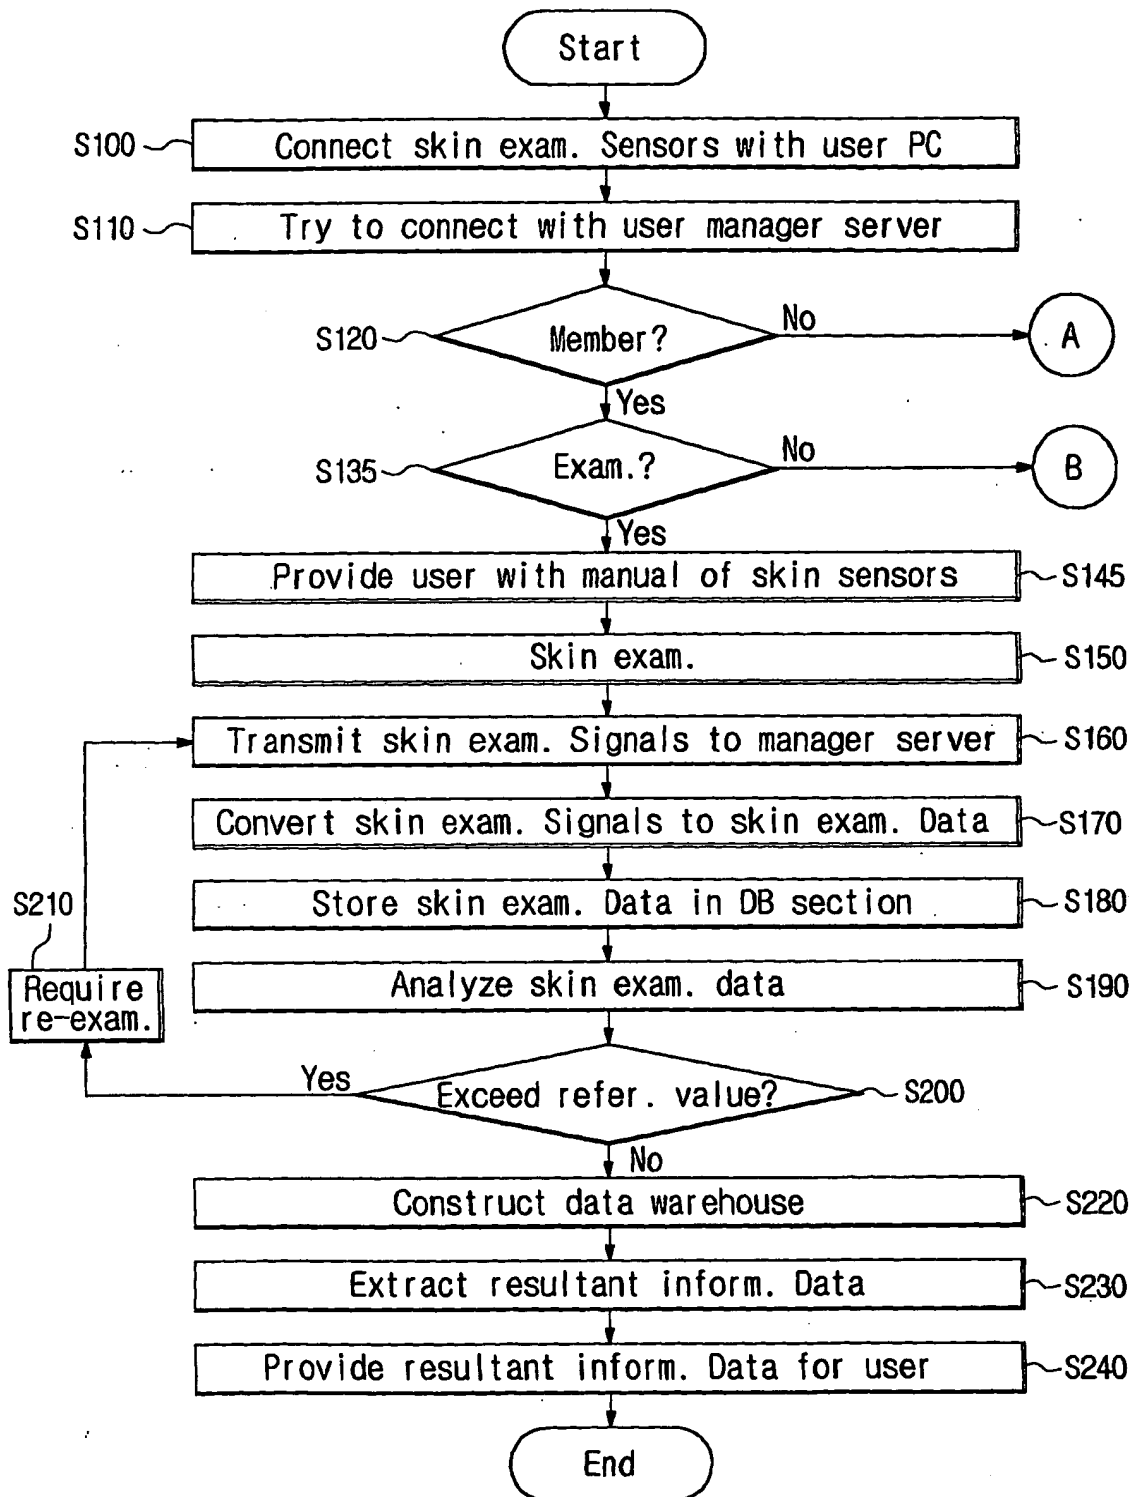 Start
S100
Connect skin exam. Sensors with user PC
S110
Try to connect with user manager server
S120
Member?
No
A
Yes
S135
Exam.?
No
B
Yes
Provide user with manual of skin sensors
S145
Skin exam.
S150
Transmit skin exam. Signals to manager server
S160
Convert skin exam. Signals to skin exam. Data
S170
S210
Store skin exam. Data in DB section
S180
Require
re-exam.
Analyze skin exam. data
S190
Yes
Exceed refer. value?
S200
No
Construct data warehouse
S220
Extract resultant inform. Data
S230
Provide resultant inform. Data for user
S240
End